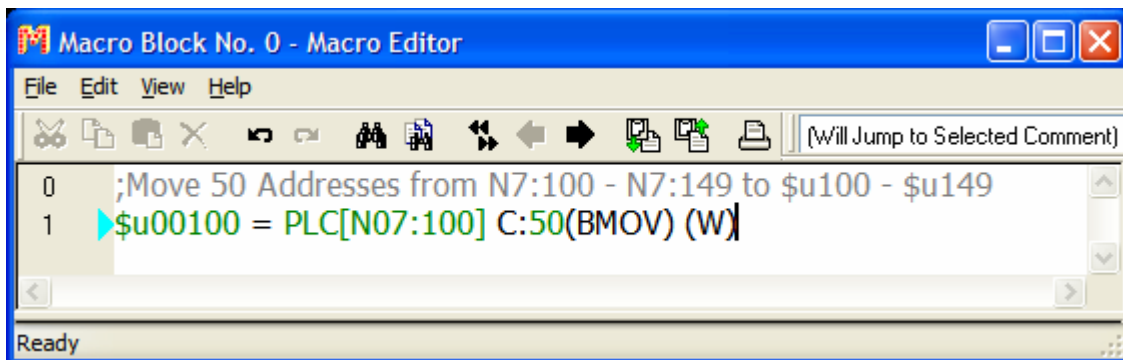 Macro Block No. 0 - Macro Editor
File Edit View Help
(Will Jump to Selected Comment)
0 ;Move 50 Addresses from N7:100 - N7:149 to $u100 - $u149
1 $u00100 = PLC[N07:100] C:50(BMOV) (W)
Ready